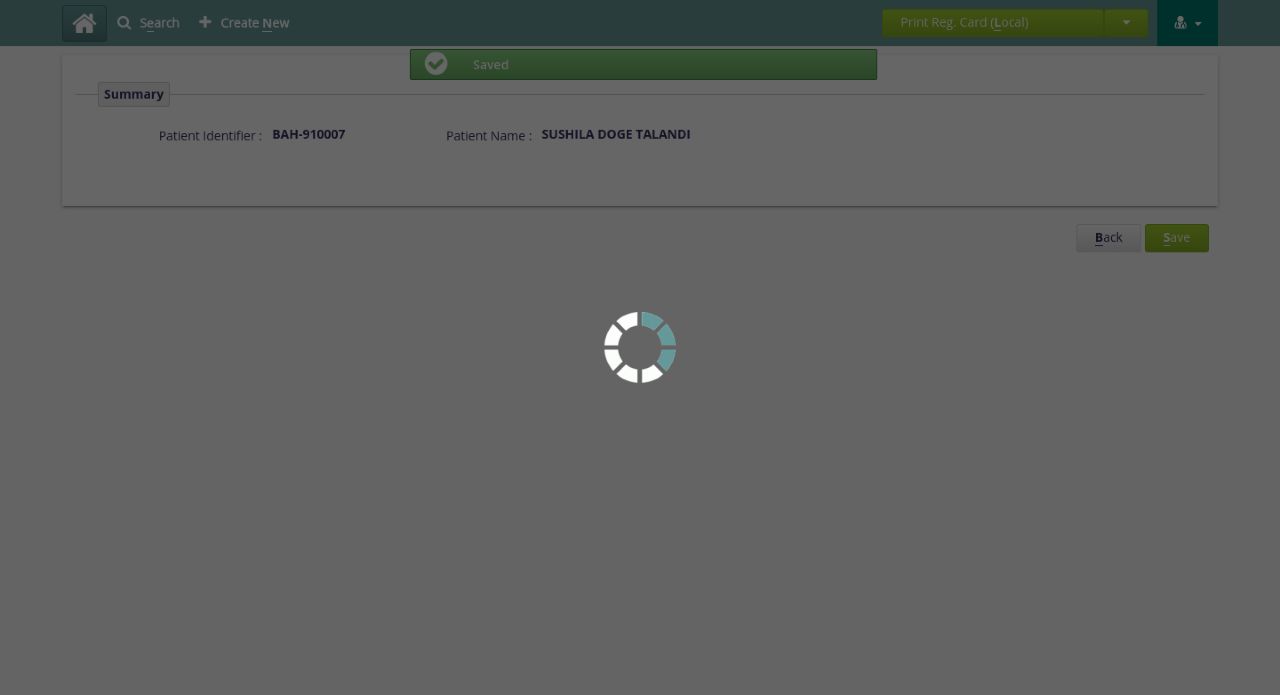 Search
Create New
Print Reg. Card (Local)
Saved
Summary
Patient Identifier : BAH-910007 Patient Name : SUSHILA DOGE TALANDI
Back Save